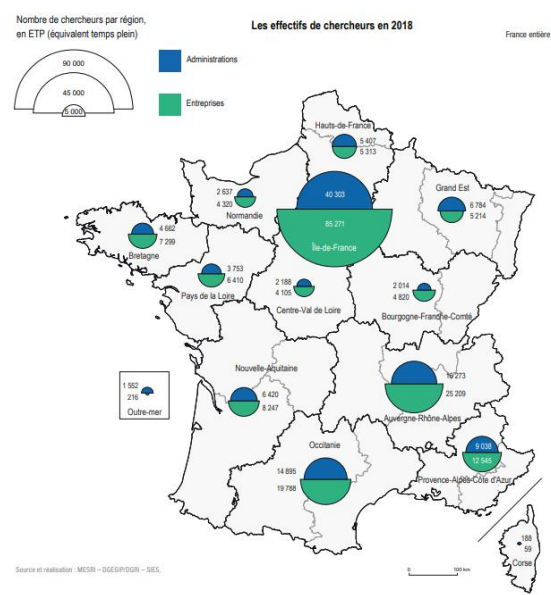 Nombre de chercheurs par région,
en ETP (équivalent temps plein)
Les effectifs de chercheurs en 2018
France entière
90 000
45 000
5 000
Administrations
Entreprises
Hauts-de-France
5 407
5 313
40 303
85 271
Île-de-France
Grand Est
6 784
5 214
2 637
4 320
Normandie
4 662
7 299
Bretagne
3 753
6 410
Pays de la Loire
2 188
4 105
Centre-Val de Loire
2 014
4 820
Bourgogne-Franche-Comté
Nouvelle-Aquitaine
6 420
8 247
16 273
25 209
Auvergne-Rhône-Alpes
1 552
216
Outre-mer
Occitanie
14 895
19 788
9 038
12 545
Provence-Alpes-Côte d'Azur
188
59
Corse
0
100 km
Source et réalisation : MESRI – DGESIP/DGRI – SIES.